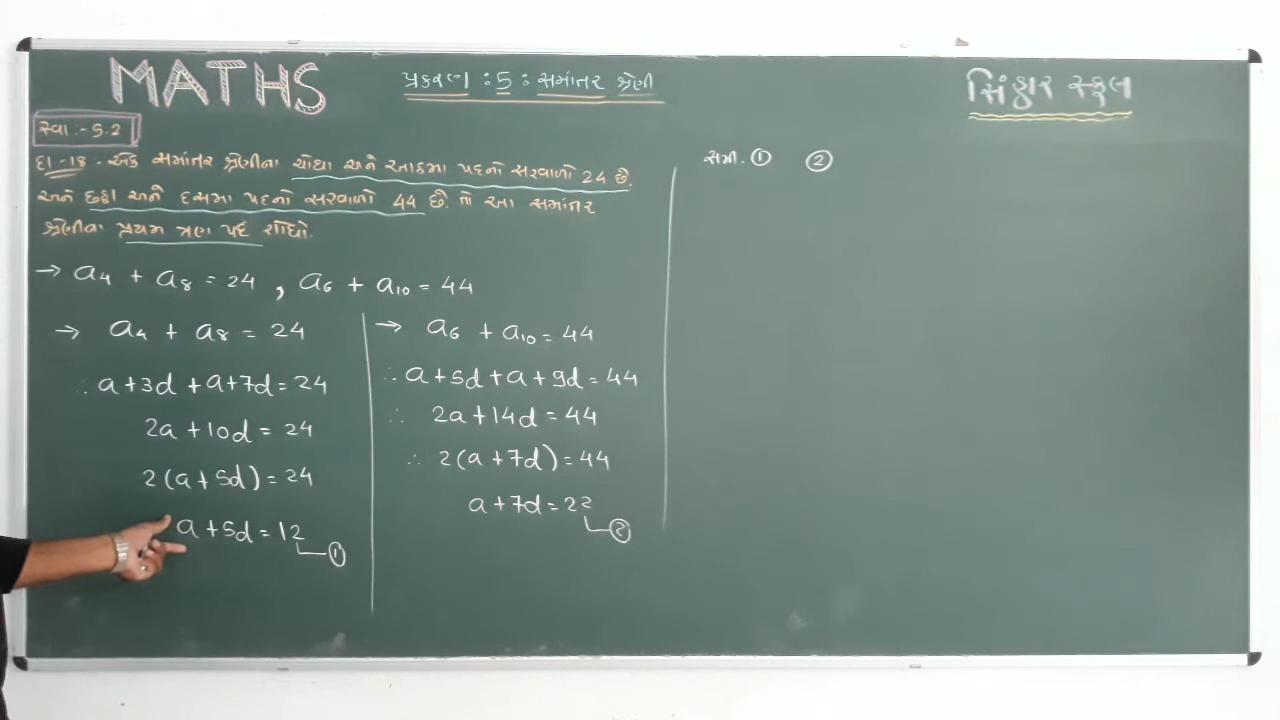 MATHS
પ્રકરણ : 5 : સમાંતર શ્રેણી
સ્વા :- 5.2
દા -18 - એક સમાંતર શ્રેણીના ચોથા અને આઠમા પદનો સરવાળો 24 છે.
અને છઠ્ઠા અને દસમા પદનો સરવાળો 44 છે. તો આ સમાંતર
શ્રેણીના પ્રથમ ત્રણ પદ શોધો.
→ a₄ + a₈ = 24 , a₆ + a₁₀ = 44
→ a₄ + a₈ = 24
∴ a+3d + a+7d = 24
2a + 10d = 24
2(a + 5d) = 24
a + 5d = 12
①
→ a₆ + a₁₀ = 44
∴ a + 5d + a + 9d = 44
∴ 2a + 14d = 44
∴ 2(a + 7d) = 44
a + 7d = 22
②
સમી. ① ②
સ્કૂલ